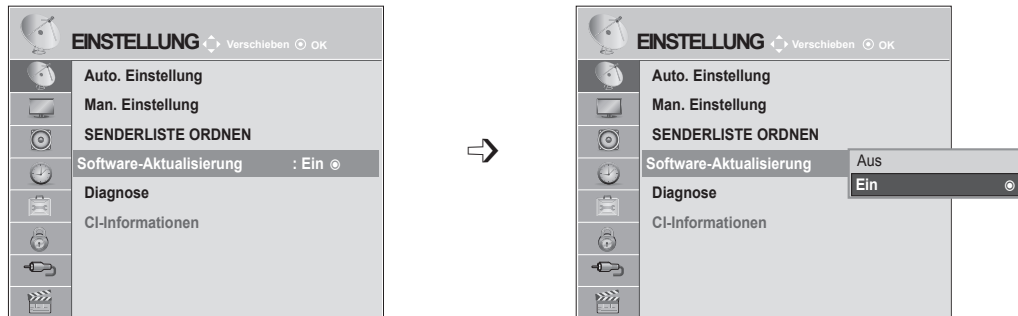 EINSTELLUNG Verschieben OK
Auto. Einstellung
Man. Einstellung
SENDERLISTE ORDNEN
Software-Aktualisierung : Ein
Diagnose
CI-Informationen
EINSTELLUNG Verschieben OK
Auto. Einstellung
Man. Einstellung
SENDERLISTE ORDNEN
Software-Aktualisierung
Aus
Ein
Diagnose
CI-Informationen